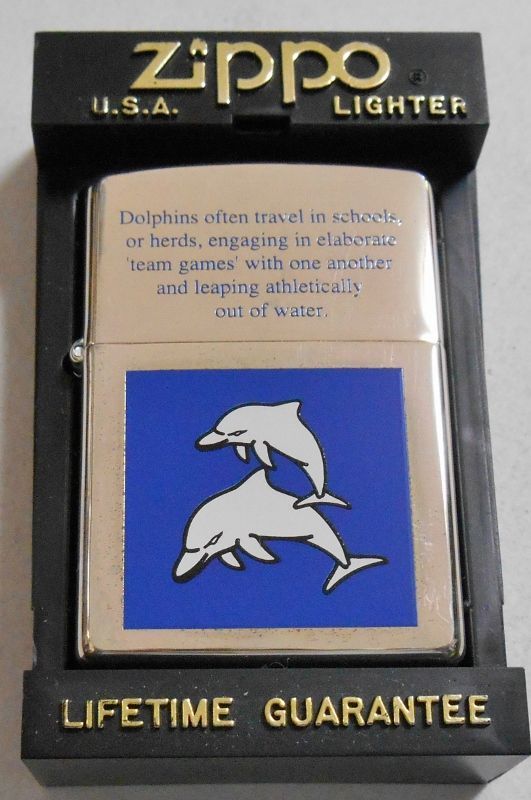 zippo ®
U.S.A. LIGHTER
Dolphins often travel in schools,
or herds, engaging in elaborate
'team games' with one another
and leaping athletically
out of water.
LIFETIME GUARANTEE